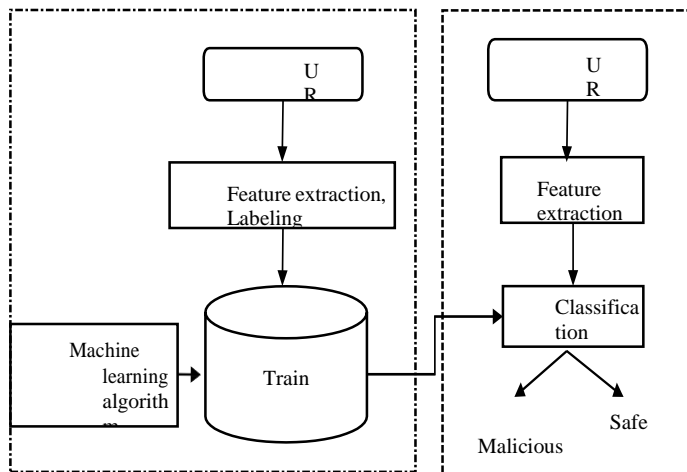 U
R
U
R
Feature extraction,
Labeling
Feature
extraction
Classifica
tion
Machine
learning
algorith
Train
Safe
Malicious